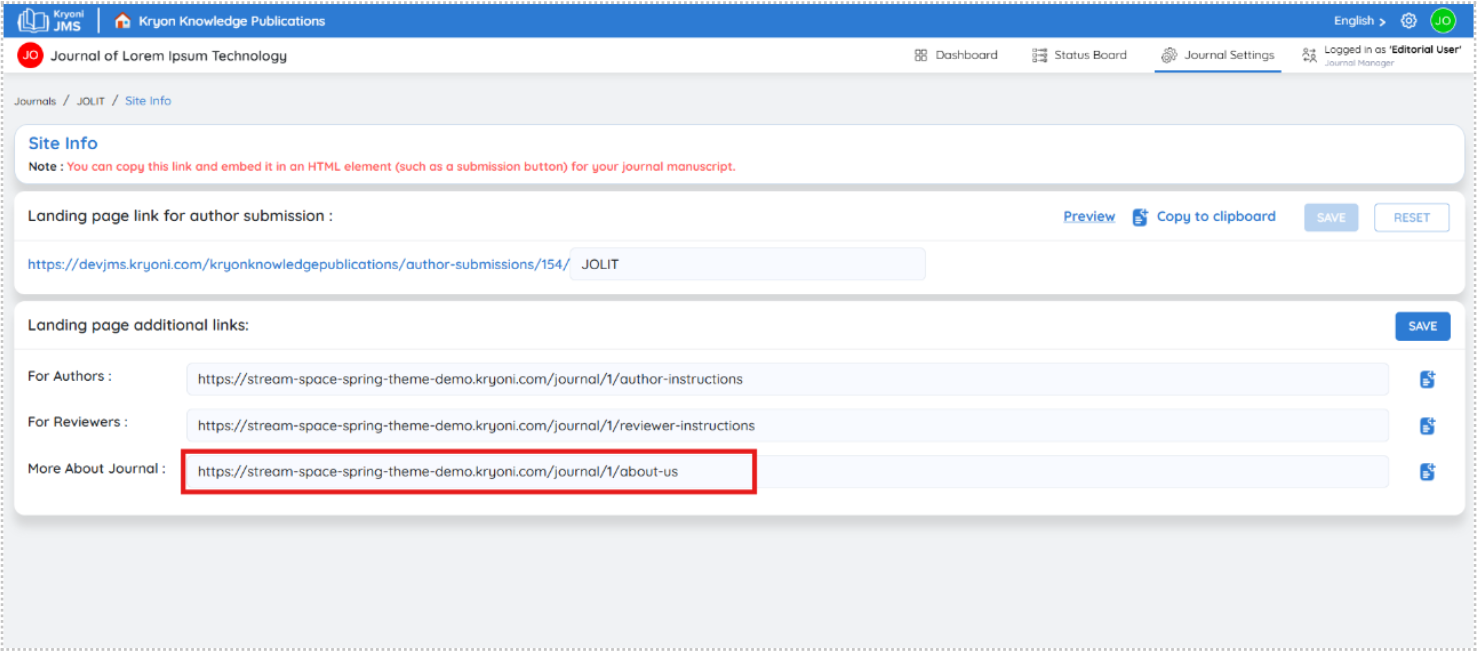 Kryoni
JMS
Kryon Knowledge Publications
English >
JO
JO
Journal of Lorem Ipsum Technology
Dashboard
Status Board
Journal Settings
Logged in as 'Editorial User'
Journal Manager
Journals / JOLIT / Site Info
Site Info
Note : You can copy this link and embed it in an HTML element (such as a submission button) for your journal manuscript.
Landing page link for author submission :
Preview
Copy to clipboard
SAVE
RESET
https://devjms.kryoni.com/kryonknowledgepublications/author-submissions/154/ JOLIT
Landing page additional links:
SAVE
For Authors : https://stream-space-spring-theme-demo.kryoni.com/journal/1/author-instructions
For Reviewers : https://stream-space-spring-theme-demo.kryoni.com/journal/1/reviewer-instructions
More About Journal : https://stream-space-spring-theme-demo.kryoni.com/journal/1/about-us